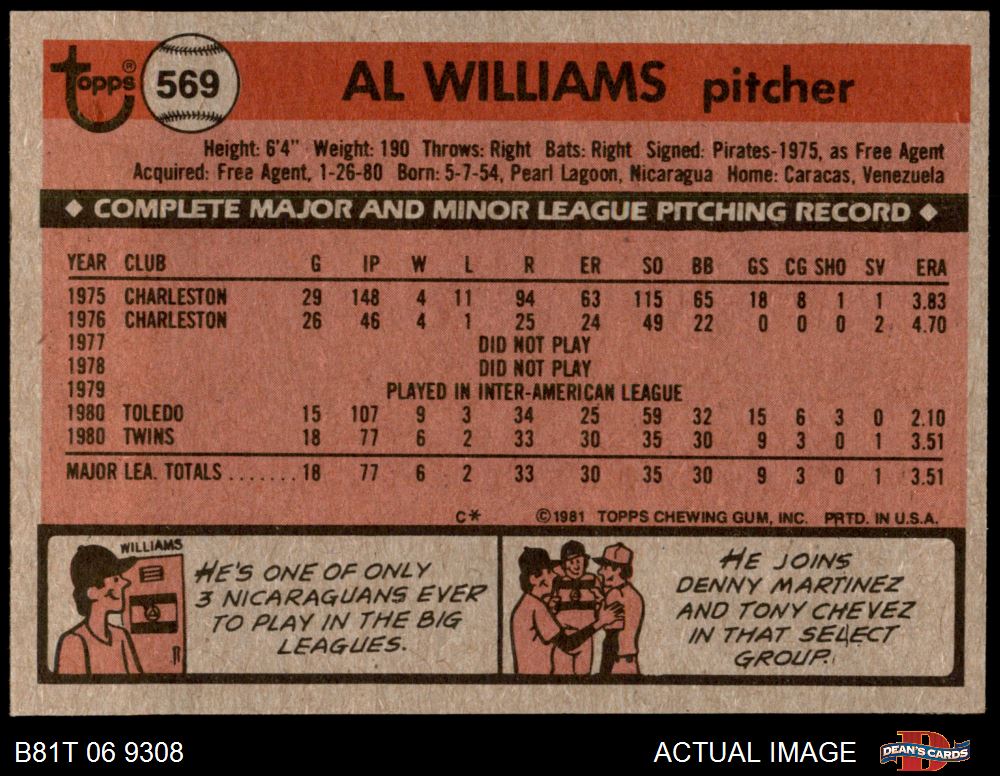 Topps® 569 AL WILLIAMS pitcher
Height: 6'4" Weight: 190 Throws: Right Bats: Right Signed: Pirates-1975, as Free Agent
Acquired: Free Agent, 1-26-80 Born: 5-7-54, Pearl Lagoon, Nicaragua Home: Caracas, Venezuela
◆ COMPLETE MAJOR AND MINOR LEAGUE PITCHING RECORD ◆
YEAR CLUB G IP W L R ER SO BB GS CG SHO SV ERA
1975 CHARLESTON 29 148 4 11 94 63 115 65 18 8 1 1 3.83
1976 CHARLESTON 26 46 4 1 25 24 49 22 0 0 0 2 4.70
1977 DID NOT PLAY
1978 DID NOT PLAY
1979 PLAYED IN INTER-AMERICAN LEAGUE
1980 TOLEDO 15 107 9 3 34 25 59 32 15 6 3 0 2.10
1980 TWINS 18 77 6 2 33 30 35 30 9 3 0 1 3.51
MAJOR LEA. TOTALS ....... 18 77 6 2 33 30 35 30 9 3 0 1 3.51
C* ©1981 TOPPS CHEWING GUM, INC. PRTD. IN U.S.A.
WILLIAMS
HE'S ONE OF ONLY
3 NICARAGUANS EVER
TO PLAY IN THE BIG
LEAGUES.
HE JOINS
DENNY MARTINEZ
AND TONY CHEVEZ
IN THAT SELECT
GROUP.
B81T 06 9308 ACTUAL IMAGE DEAN'S CARDS